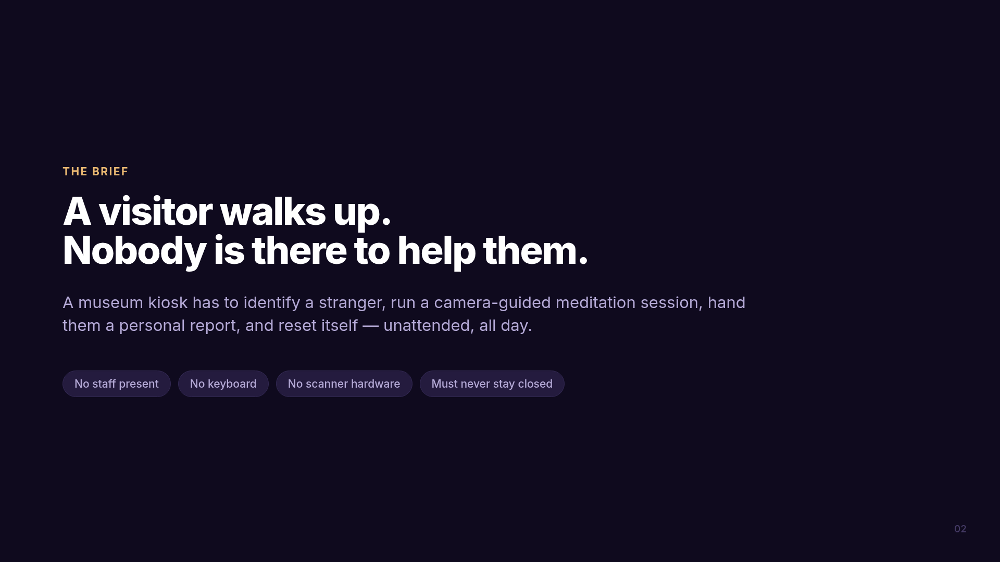 THE BRIEF
A visitor walks up.
Nobody is there to help them.
A museum kiosk has to identify a stranger, run a camera-guided meditation session, hand
them a personal report, and reset itself — unattended, all day.
No staff present
No keyboard
No scanner hardware
Must never stay closed
02